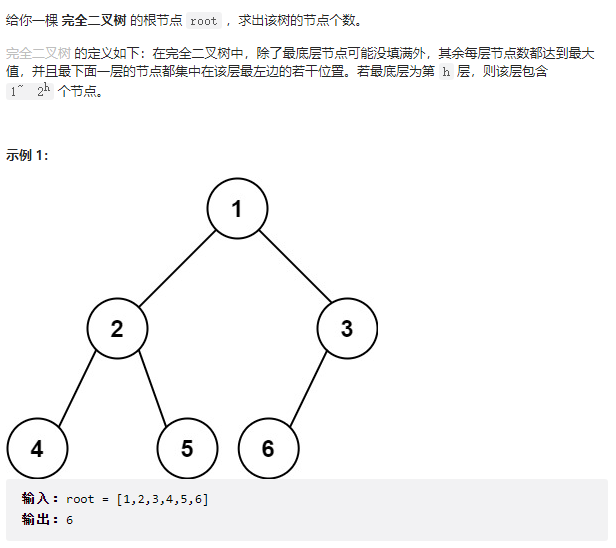 给你一棵 完全二叉树 的根节点 root ，求出该树的节点个数。
完全二叉树 的定义如下：在完全二叉树中，除了最底层节点可能没填满外，其余每层节点数都达到最大
值，并且最下面一层的节点都集中在该层最左边的若干位置。若最底层为第 h 层，则该层包含
1~ 2^h 个节点。
示例 1：
1
2 3
4 5 6
输入：root = [1,2,3,4,5,6]
输出：6